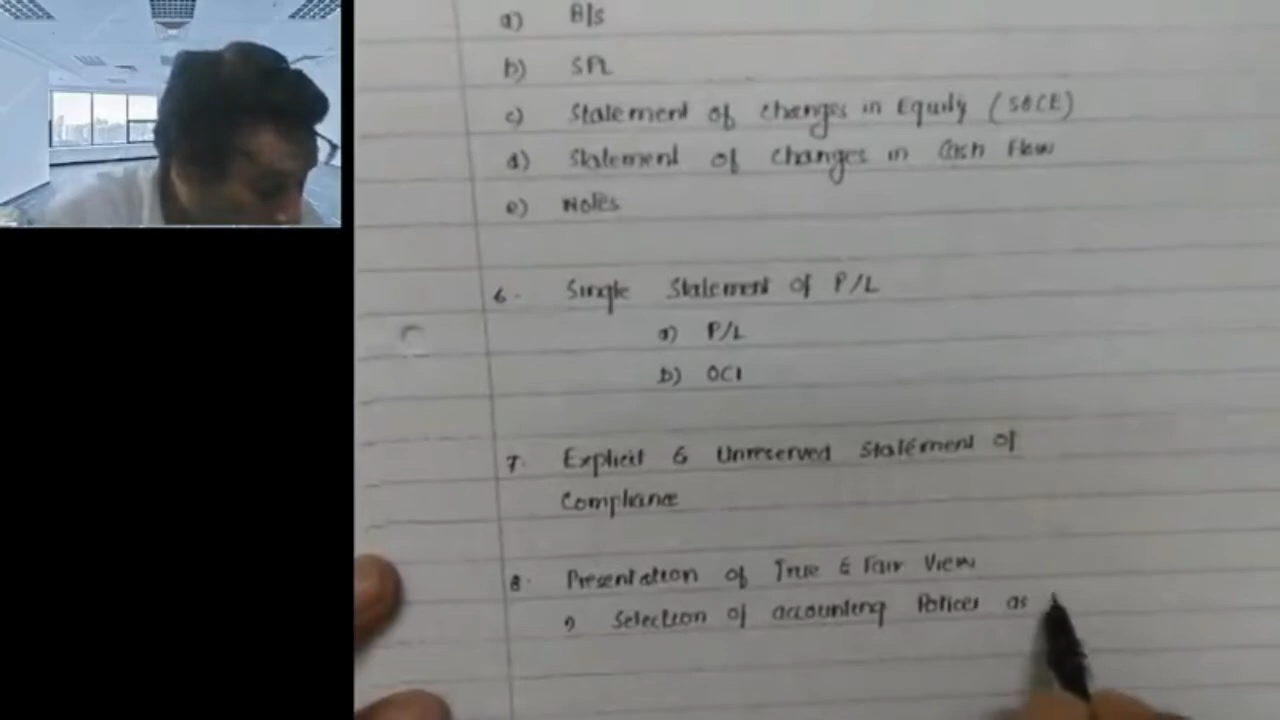 a) B/s
b) SPL
c) Statement of changes in Equity (SOCE)
d) Statement of changes in Cash Flow
e) Notes
6. Single Statement of P/L
a) P/L
b) OCI
7. Explicit & Unreserved Statement of
Compliance
8. Presentation of True & Fair View
Selection of accounting Polices as